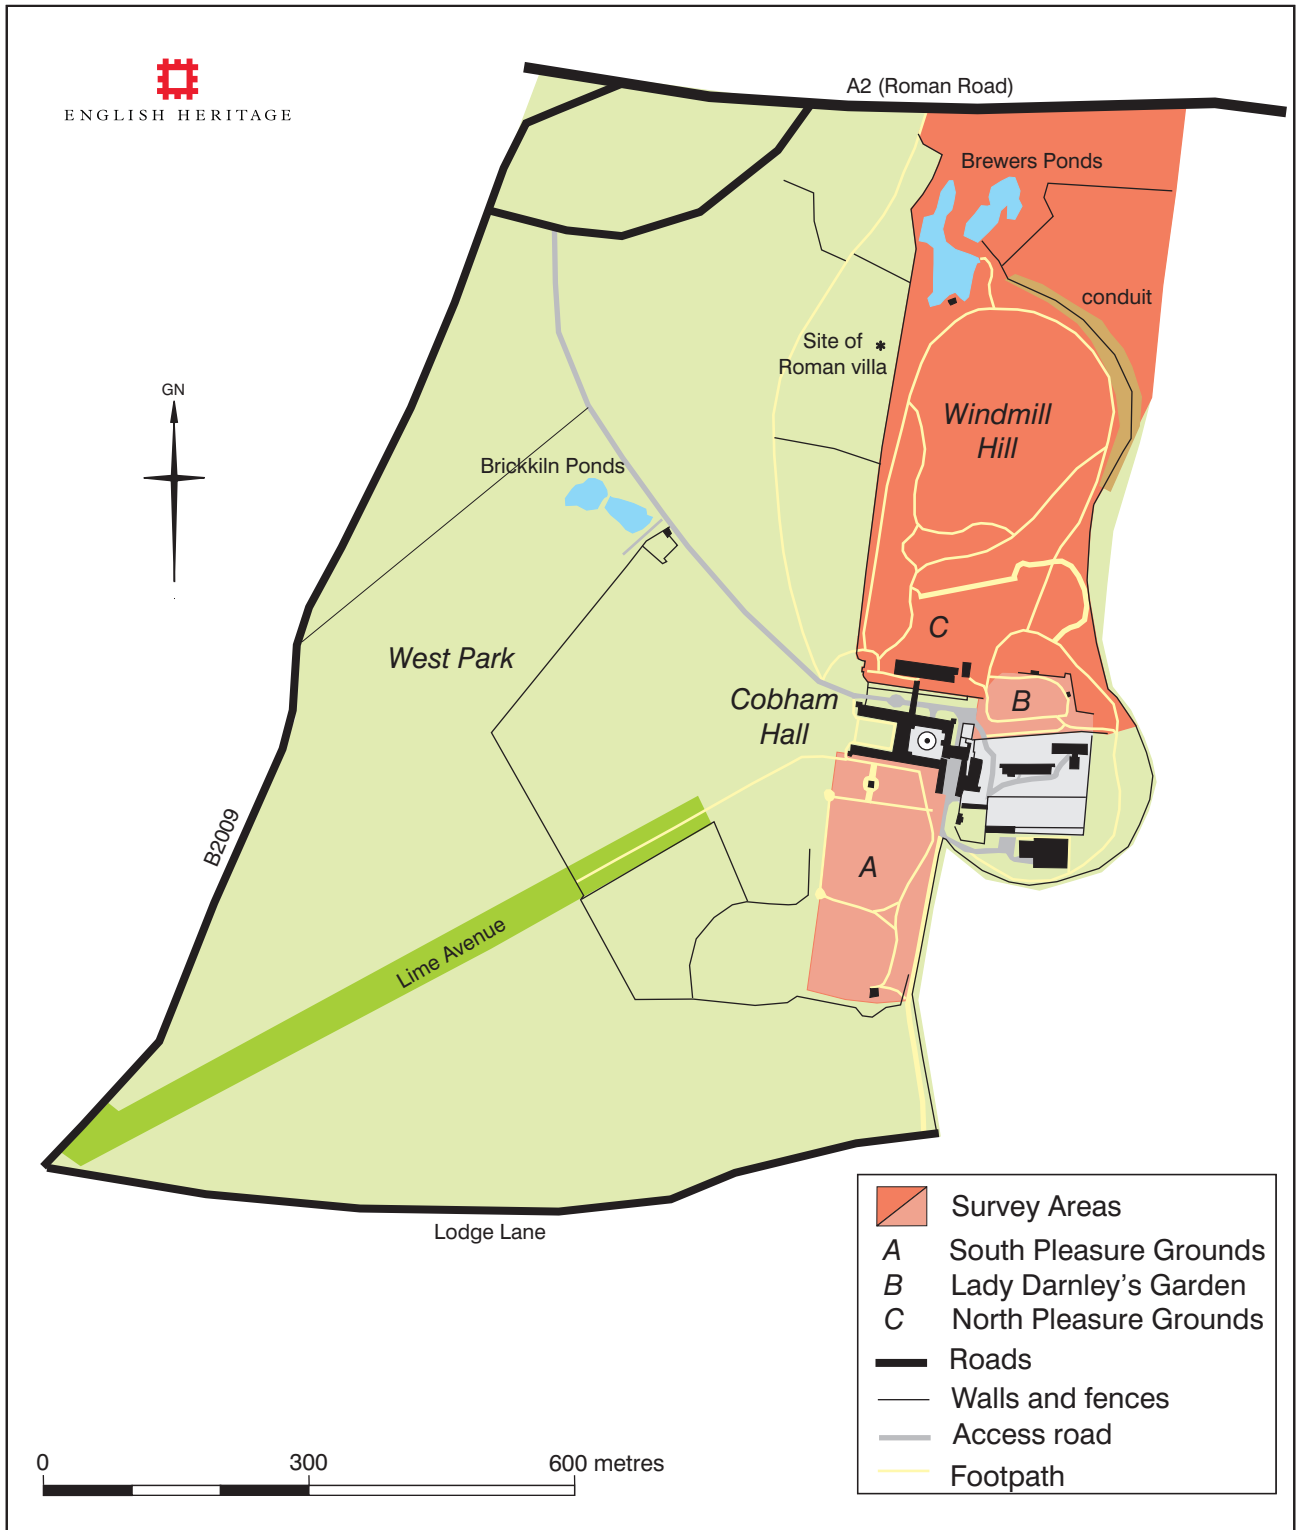 ENGLISH HERITAGE
A2 (Roman Road)
Brewers Ponds
conduit
Site of
Roman villa
GN
Windmill
Hill
Brickkiln Ponds
C
West Park
B
Cobham
Hall
B2009
A
Lime Avenue
Lodge Lane
Survey Areas
A South Pleasure Grounds
B Lady Darnley's Garden
C North Pleasure Grounds
Roads
Walls and fences
Access road
Footpath
0 300 600 metres